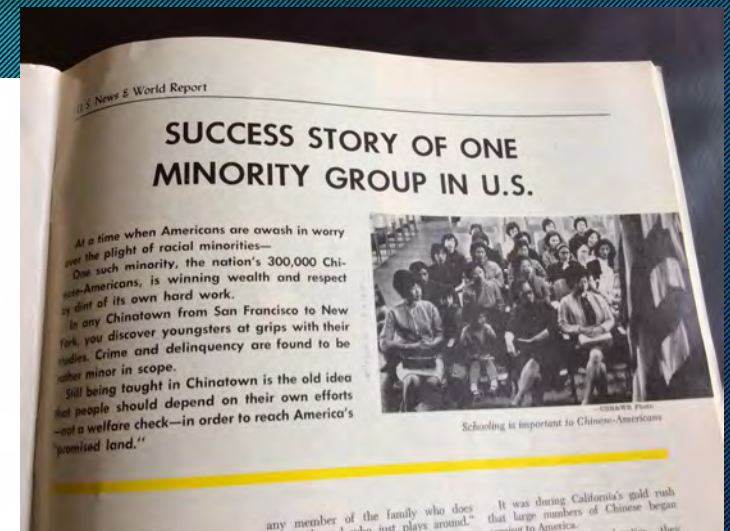 U.S. News & World Report
SUCCESS STORY OF ONE
MINORITY GROUP IN U.S.
At a time when Americans are awash in worry
over the plight of racial minorities—
One such minority, the nation's 300,000 Chi-
nese-Americans, is winning wealth and respect
by dint of its own hard work.
In any Chinatown from San Francisco to New
York, you discover youngsters at grips with their
studies. Crime and delinquency are found to be
rather minor in scope.
Still being taught in Chinatown is the old idea
that people should depend on their own efforts
—not a welfare check—in order to reach America's
"promised land."
—USN&WR Photo
Schooling is important to Chinese-Americans
any member of the family who does
who just plays around."
It was during California's gold rush
that large numbers of Chinese began
coming to America.